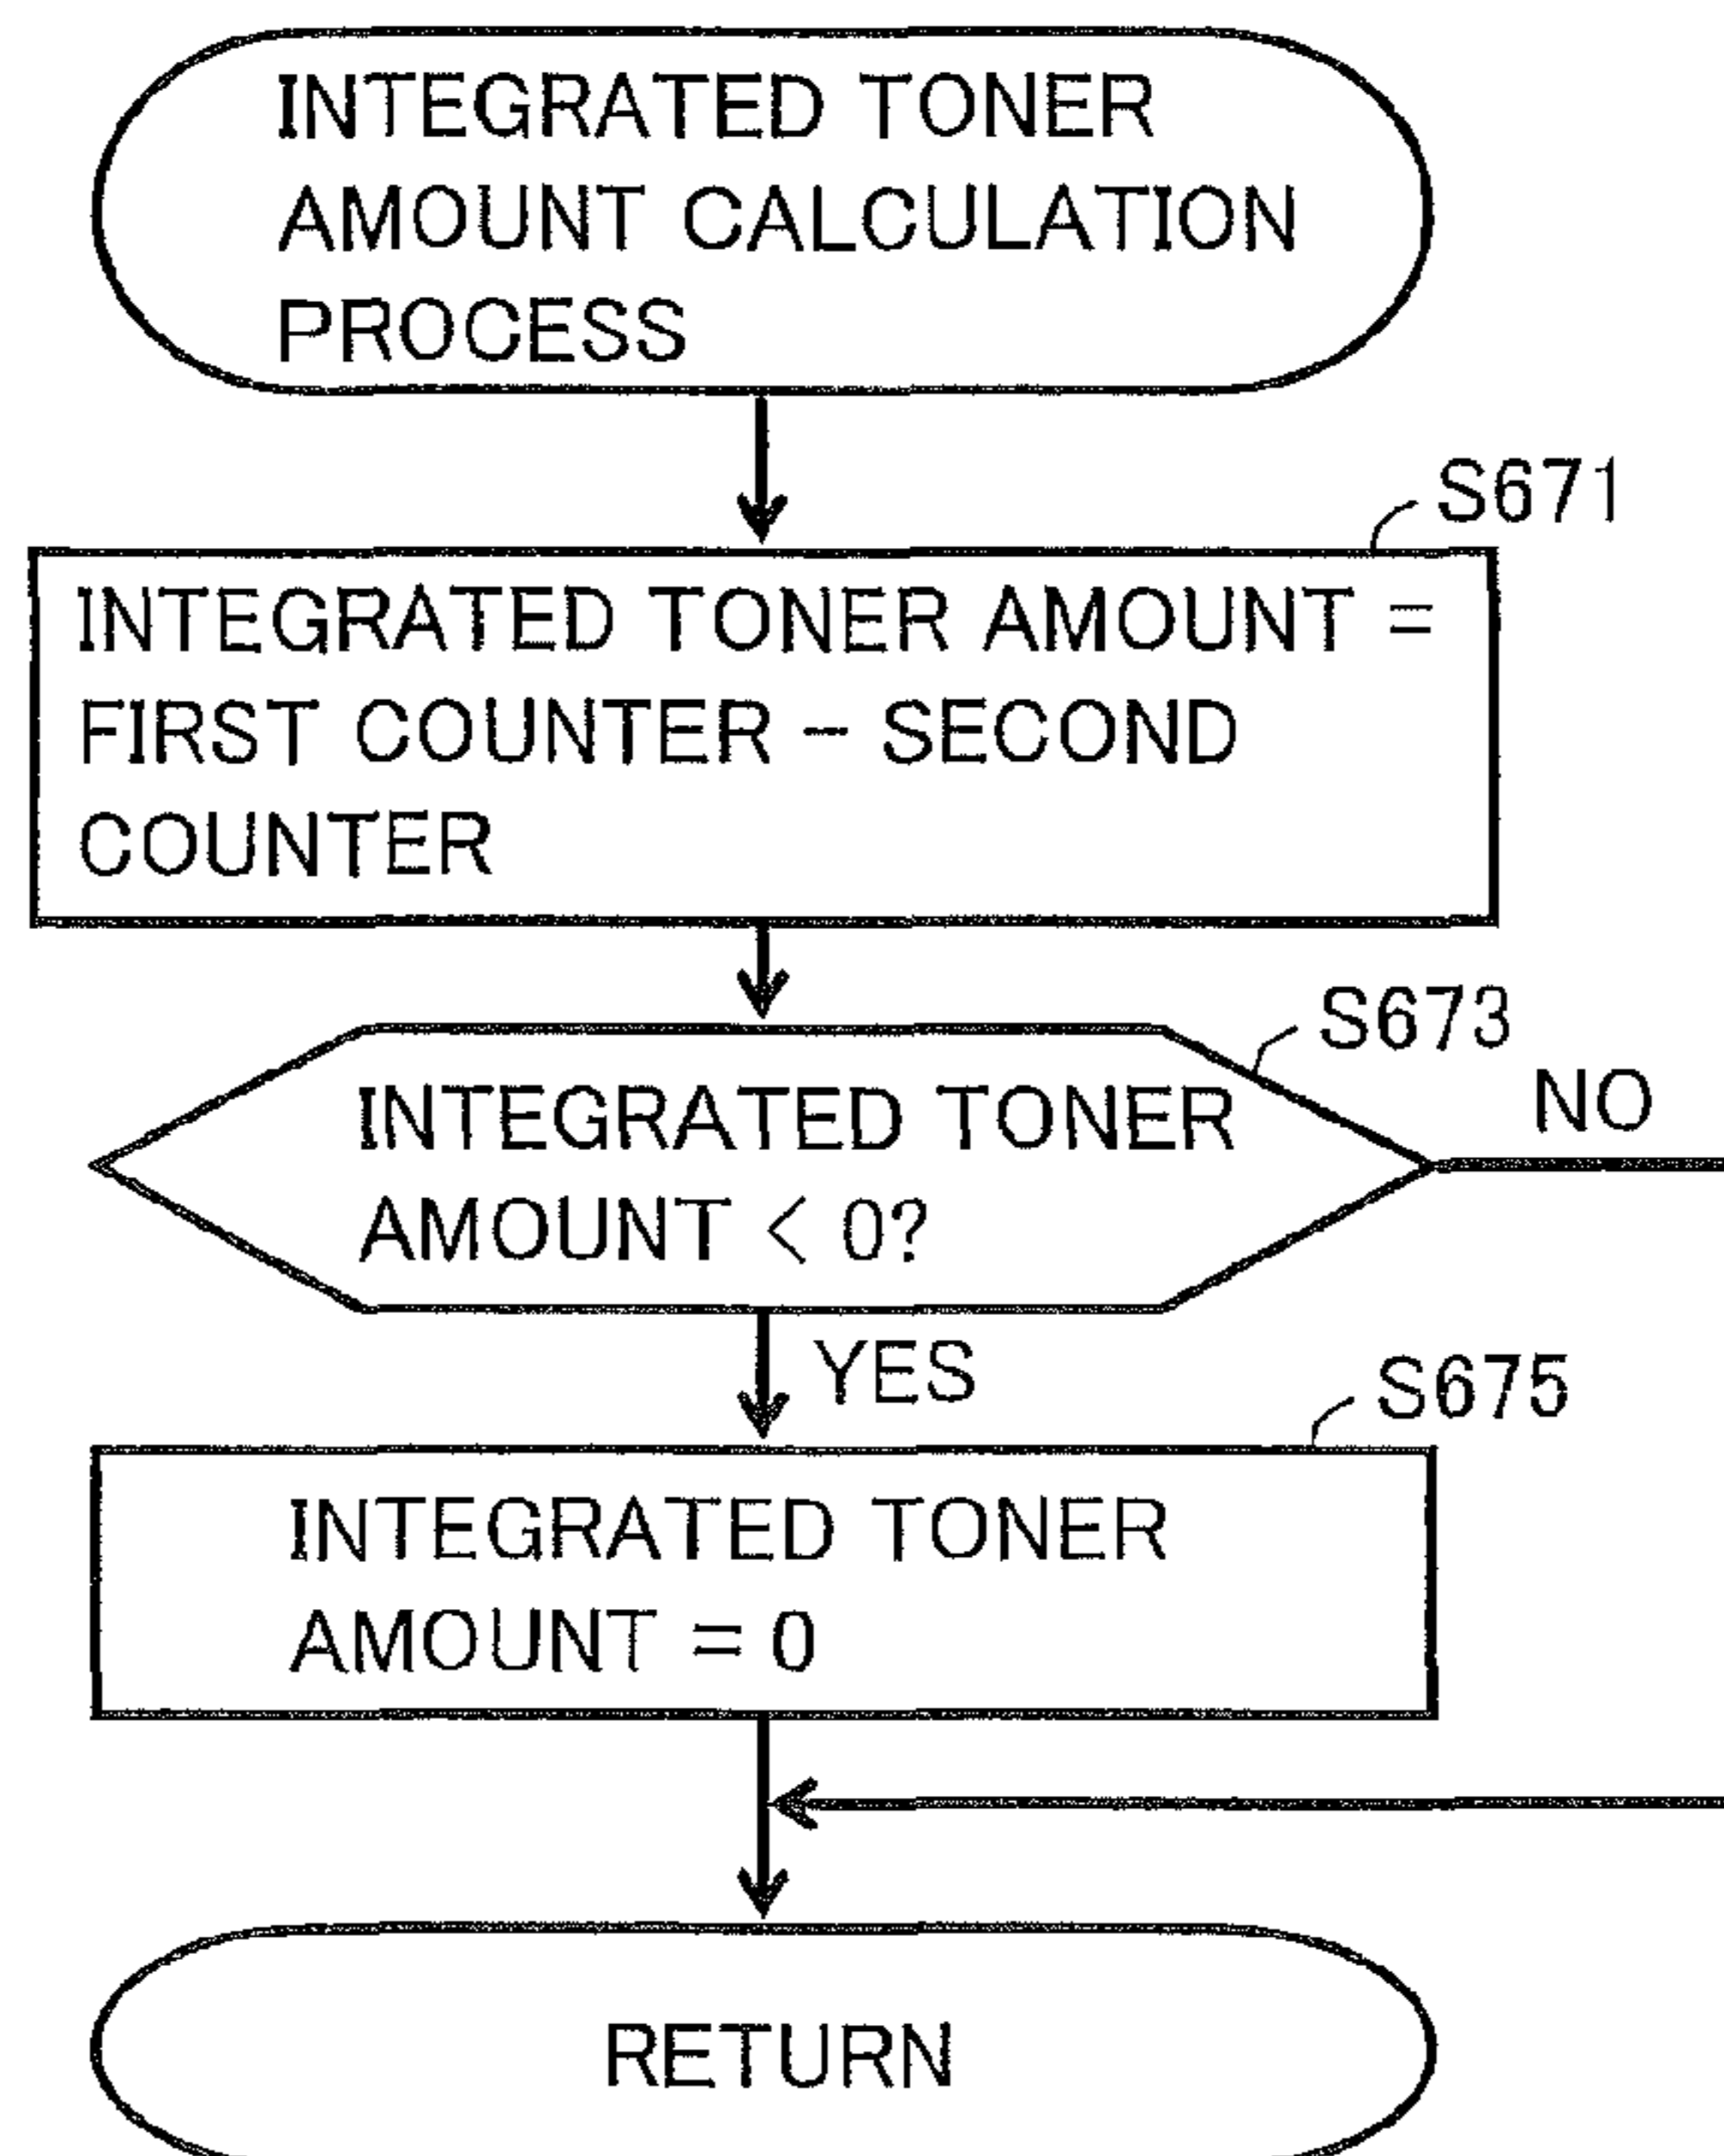 INTEGRATED TONER
AMOUNT CALCULATION
PROCESS
S671
INTEGRATED TONER AMOUNT =
FIRST COUNTER - SECOND
COUNTER
S673
NO
INTEGRATED TONER
AMOUNT < 0?
YES
S675
INTEGRATED TONER
AMOUNT = 0
RETURN